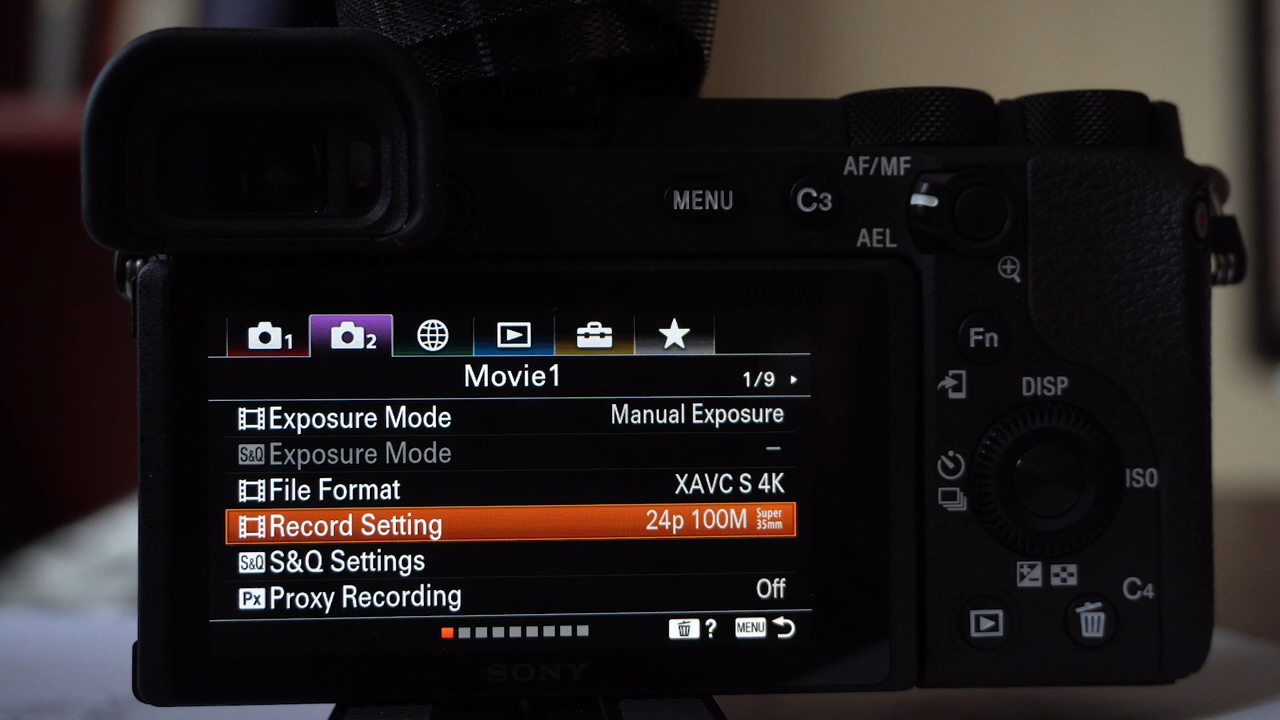 AF/MF
MENU C3
AEL
1 2
Movie1 1/9
Exposure Mode Manual Exposure
S&Q Exposure Mode –
File Format XAVC S 4K
Record Setting 24p 100M Super 35mm
S&Q S&Q Settings
Px Proxy Recording Off
? MENU
SONY
Fn
DISP
ISO
C4